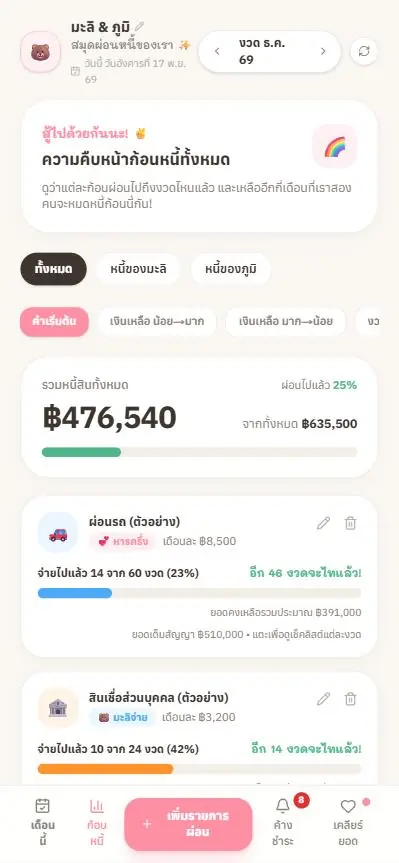 มะลิ & ภูมิ
สมุดผ่อนหนี้ของเรา ✨
วันนี้ วันอังคารที่ 17 พ.ย.
69
งวด ธ.ค.
69
สู้ไปด้วยกันนะ! ✌️
ความคืบหน้าก้อนหนี้ทั้งหมด
ดูว่าแต่ละก้อนผ่อนไปถึงงวดไหนแล้ว และเหลืออีกกี่เดือนที่เราสอง
คนจะหมดหนี้ก้อนนี้กัน!
ทั้งหมด
หนี้ของมะลิ
หนี้ของภูมิ
ค่าเริ่มต้น
เงินเหลือ น้อย→มาก
เงินเหลือ มาก→น้อย
งว
รวมหนี้สินทั้งหมด
ผ่อนไปแล้ว 25%
฿476,540
จากทั้งหมด ฿635,500
ผ่อนรถ (ตัวอย่าง)
💞 หารครึ่ง เดือนละ ฿8,500
จ่ายไปแล้ว 14 จาก 60 งวด (23%)
อีก 46 งวดจะไทแล้ว!
ยอดคงเหลือรวมประมาณ ฿391,000
ยอดเต็มสัญญา ฿510,000 • แตะเพื่อดูเช็คลิสต์แต่ละงวด
สินเชื่อส่วนบุคคล (ตัวอย่าง)
🐻 มะลิจ่าย เดือนละ ฿3,200
จ่ายไปแล้ว 10 จาก 24 งวด (42%)
อีก 14 งวดจะไทแล้ว!
เดือน
นี้
ก้อน
หนี้
+ เพิ่มรายการ
ผ่อน
8
ค้าง
ชำระ
เคลียร์
ยอด